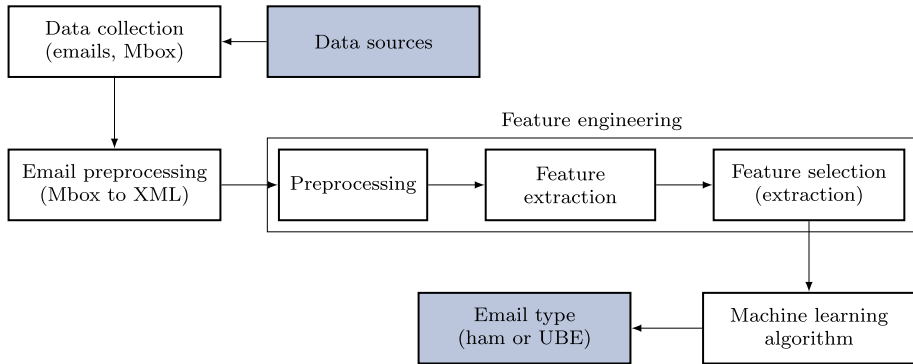 Data collection
(emails, Mbox)
Data sources
Feature engineering
Email preprocessing
(Mbox to XML)
Preprocessing
Feature
extraction
Feature selection
(extraction)
Email type
(ham or UBE)
Machine learning
algorithm